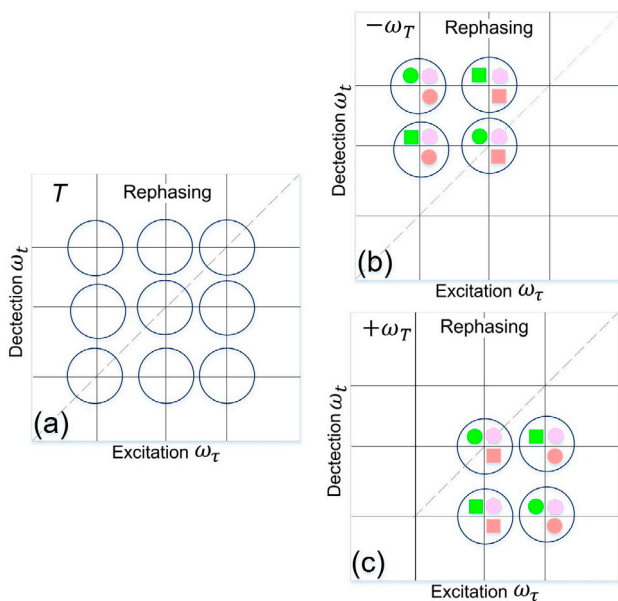 T Rephasing
Dectection ωt
(a)
Excitation ωτ
−ωT Rephasing
Dectection ωt
(b)
Excitation ωτ
+ωT Rephasing
Dectection ωt
(c)
Excitation ωτ